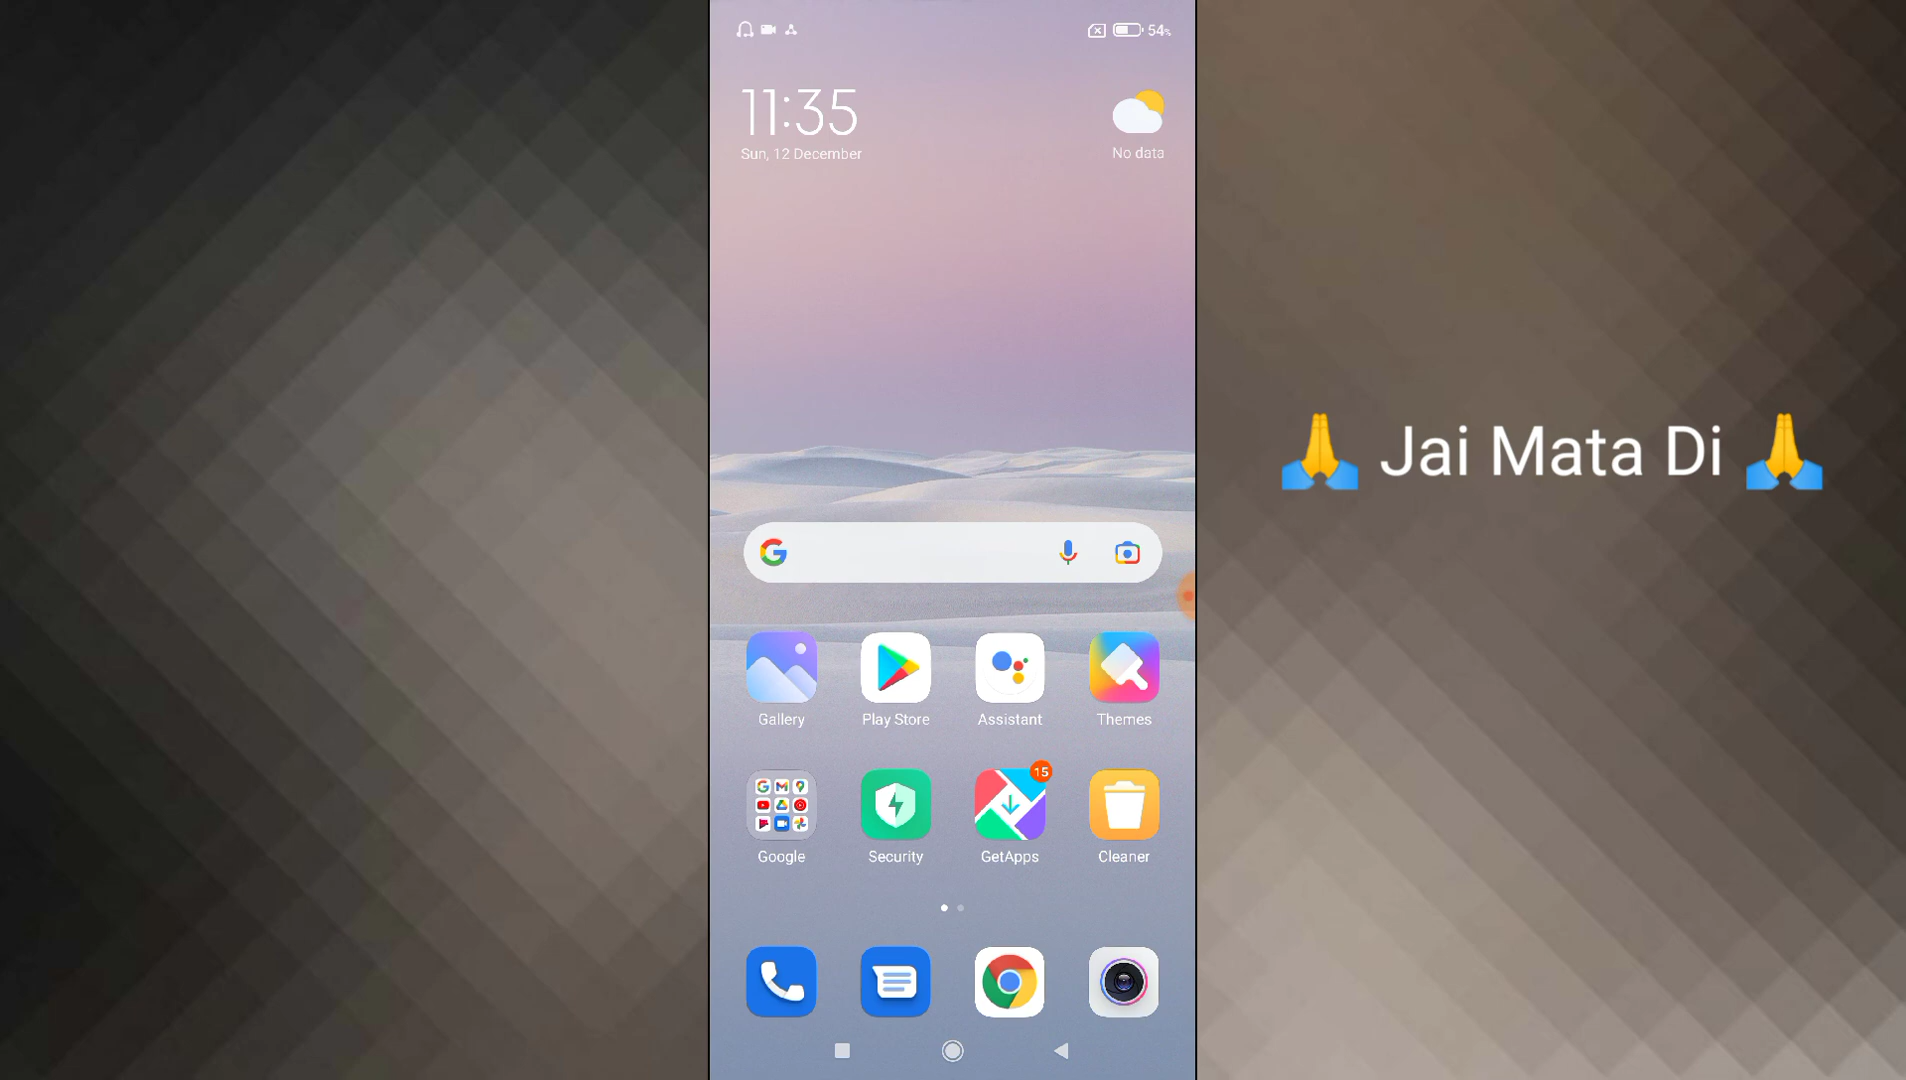 54%
11:35
Sun, 12 December
No data
🙏 Jai Mata Di 🙏
Gallery
Play Store
Assistant
Themes
15
Google
Security
GetApps
Cleaner